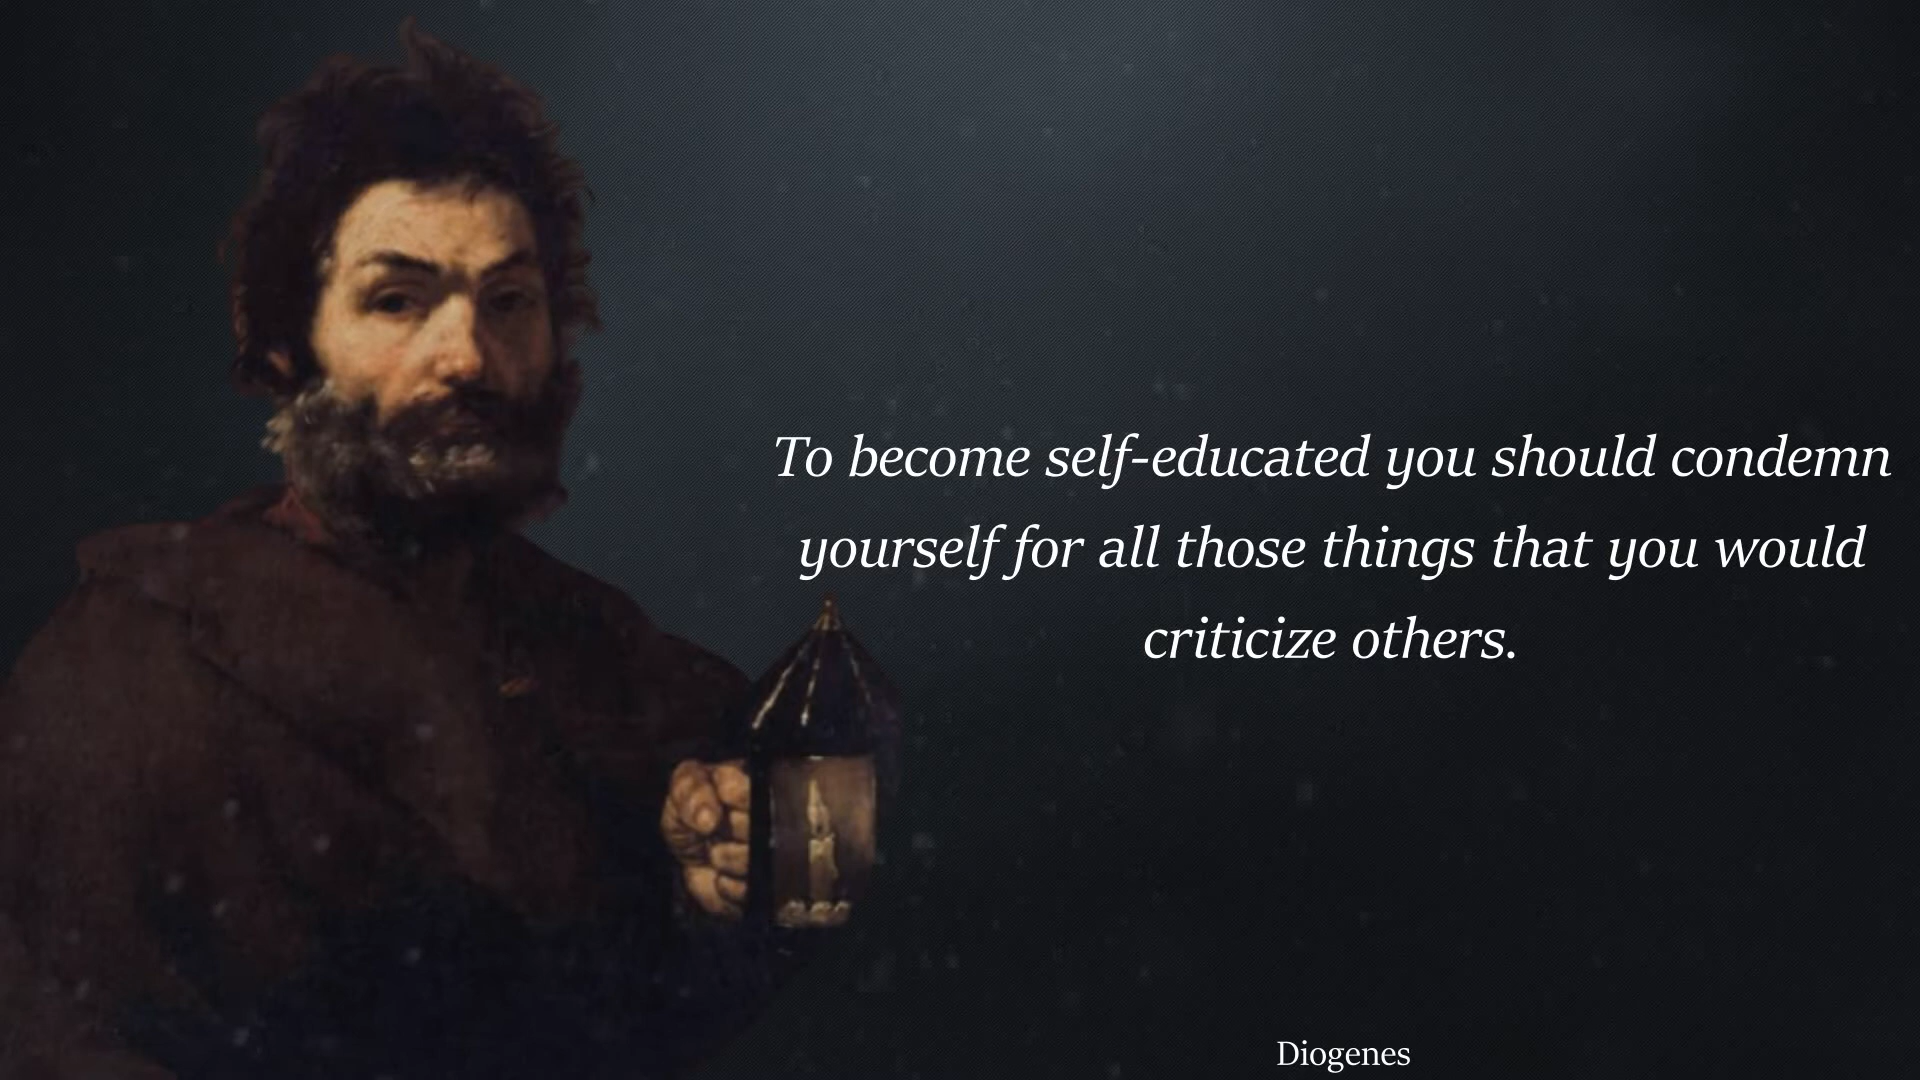 To become self-educated you should condemn
yourself for all those things that you would
criticize others.
Diogenes